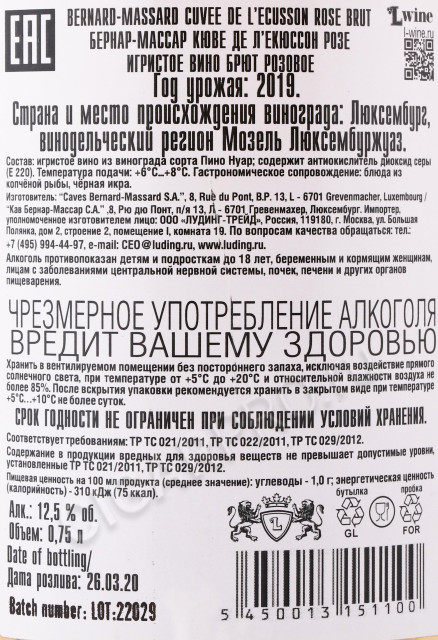 EAC
BERNARD-MASSARD CUVEE DE L'ECUSSON ROSE BRUT
БЕРНАР-МАССАР КЮВЕ ДЕ Л'ЕКЮССОН РОЗЕ
ИГРИСТОЕ ВИНО БРЮТ РОЗОВОЕ
Lwine
l-wine.ru
Год урожая: 2019.
Страна и место происхождения винограда: Люксембург,
винодельческий регион Мозель Люксембуржуаз.
Состав: игристое вино из винограда сорта Пино Нуар; содержит антиокислитель диоксид серы
(Е 220). Температура подачи: +6°С...+8°С. Гастрономическое сопровождение: блюда из
копчёной рыбы, чёрная икра.
Изготовитель: "Caves Bernard-Massard S.A.", 8, Rue du Pont, B.P. 13, L - 6701 Grevenmacher, Luxembourg/
"Кав Бернар-Массар С.А.", 8, Рю дю Понт, п/я 13, Л - 6701, Гревенмахер, Люксембург. Импортер,
уполномоченное изготовителем лицо: ООО "ЛУДИНГ-ТРЕЙД", Россия, 119180, г. Москва, ул. Большая
Полянка, дом 2, строение 2, помещение I, комната 19. По вопросам качества обращаться: тел.:
+7 (495) 994-44-97, e-mail: CEO@luding.ru, www.luding.ru.
Алкоголь противопоказан детям и подросткам до 18 лет, беременным и кормящим женщинам,
лицам с заболеваниями центральной нервной системы, почек, печени и других органов
пищеварения.
ЧРЕЗМЕРНОЕ УПОТРЕБЛЕНИЕ АЛКОГОЛЯ
ВРЕДИТ ВАШЕМУ ЗДОРОВЬЮ
Хранить в вентилируемом помещении без постороннего запаха, исключая воздействие прямого
солнечного света, при температуре от +5°С до +20°С и относительной влажности воздуха не
более 85%. После вскрытия упаковки рекомендуется хранить в закрытом виде при температуре
+5°С...+10°С не более суток.
СРОК ГОДНОСТИ НЕ ОГРАНИЧЕН ПРИ СОБЛЮДЕНИИ УСЛОВИЙ ХРАНЕНИЯ.
Соответствует требованиям: ТР ТС 021/2011, ТР ТС 022/2011, ТР ТС 029/2012.
Содержание в продукции вредных для здоровья веществ не превышает допустимые уровни,
установленные ТР ТС 021/2011, ТР ТС 029/2012.
Пищевая ценность на 100 мл продукта (среднее значение): углеводы - 1,0 г; энергетическая ценность
(калорийность) - 310 кДж (75 ккал).
Алк.: 12,5 % об.
Объем: 0,75 л
Date of bottling/
Дата розлива: 26.03.20
Batch number: LOT:22029
L
бутылка
пробка
GL
FOR
5 450013 151100